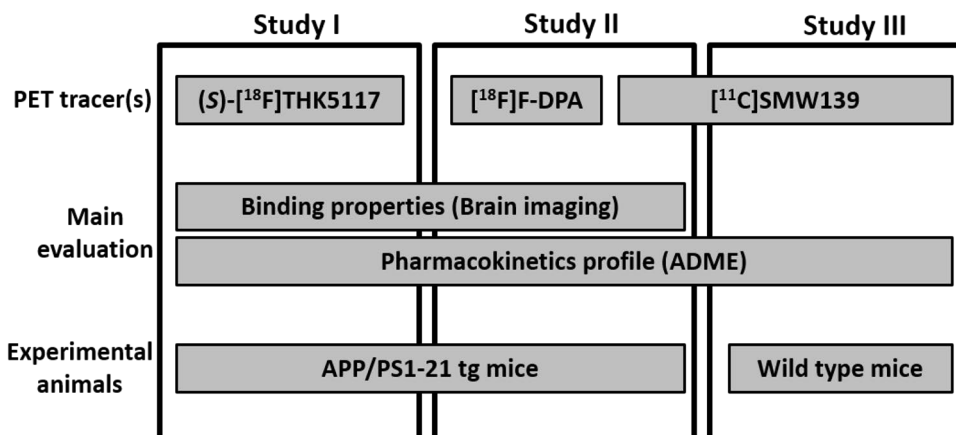 Study I
Study II
Study III
PET tracer(s)
(S)-[¹⁸F]THK5117
[¹⁸F]F-DPA
[¹¹C]SMW139
Main
evaluation
Binding properties (Brain imaging)
Pharmacokinetics profile (ADME)
Experimental
animals
APP/PS1-21 tg mice
Wild type mice